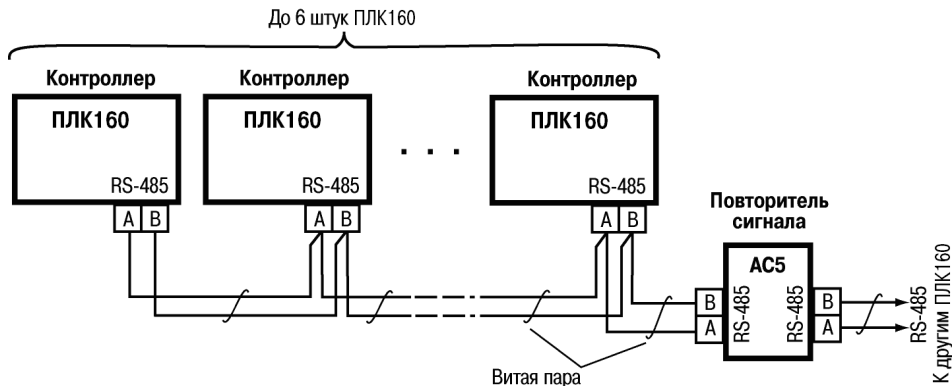 До 6 штук ПЛК160
Контроллер
Контроллер
Контроллер
ПЛК160
ПЛК160
ПЛК160
. . .
RS-485
RS-485
RS-485
A B
A B
A B
Повторитель
сигнала
AC5
B
A
RS-485
RS-485
B
A
RS-485
К другим ПЛК160
Витая пара